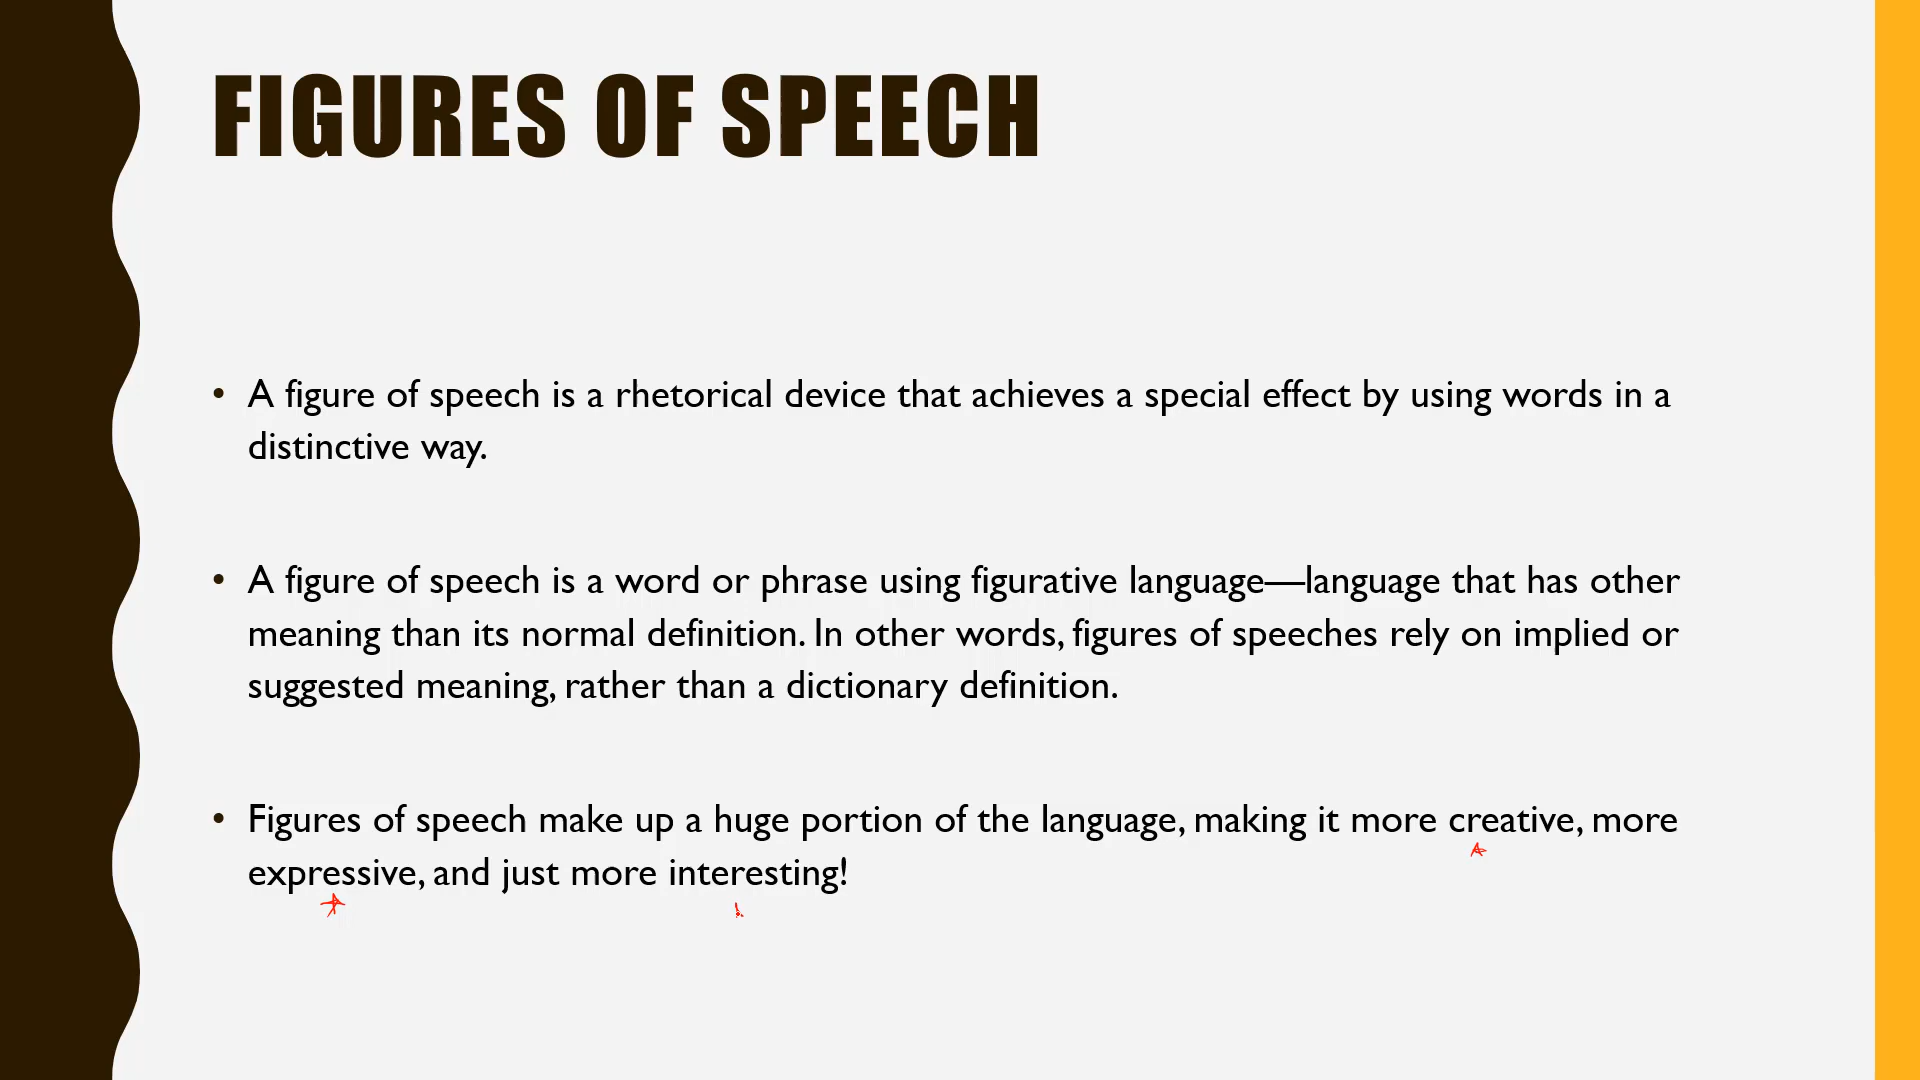 FIGURES OF SPEECH
• A figure of speech is a rhetorical device that achieves a special effect by using words in a
distinctive way.
• A figure of speech is a word or phrase using figurative language—language that has other
meaning than its normal definition. In other words, figures of speeches rely on implied or
suggested meaning, rather than a dictionary definition.
• Figures of speech make up a huge portion of the language, making it more creative, more
expressive, and just more interesting!